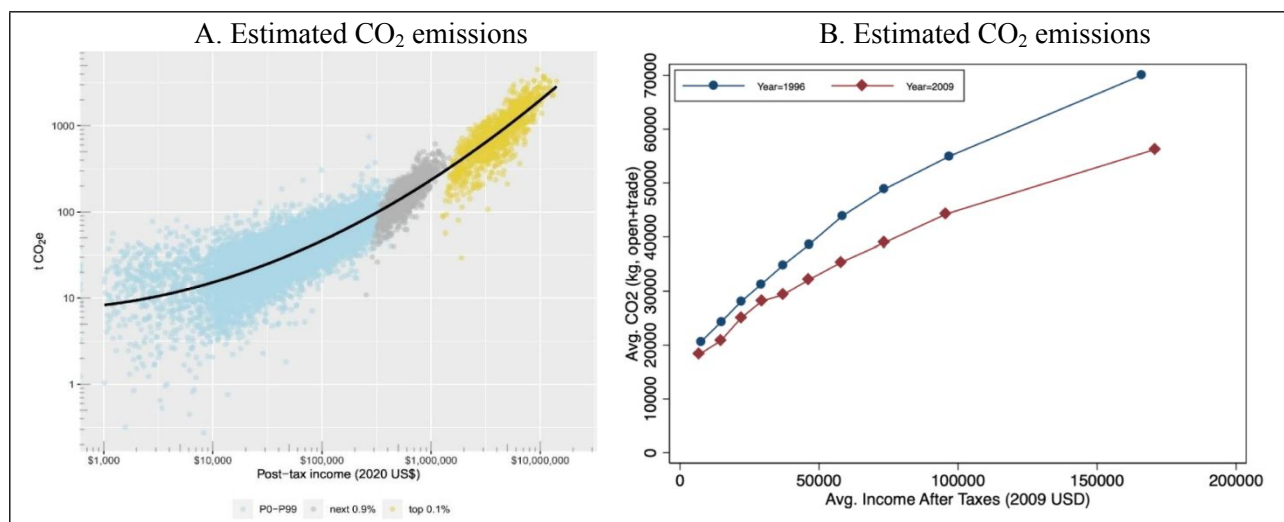 A. Estimated CO₂ emissions
t CO₂e
1000
100
10
1
$1,000
$10,000
$100,000
$1,000,000
$10,000,000
Post-tax income (2020 US$)
P0-P99
next 0.9%
top 0.1%
B. Estimated CO₂ emissions
Year=1996
Year=2009
Avg. CO2 (kg, open+trade)
70000
60000
50000
40000
30000
20000
10000
0
0
50000
100000
150000
200000
Avg. Income After Taxes (2009 USD)